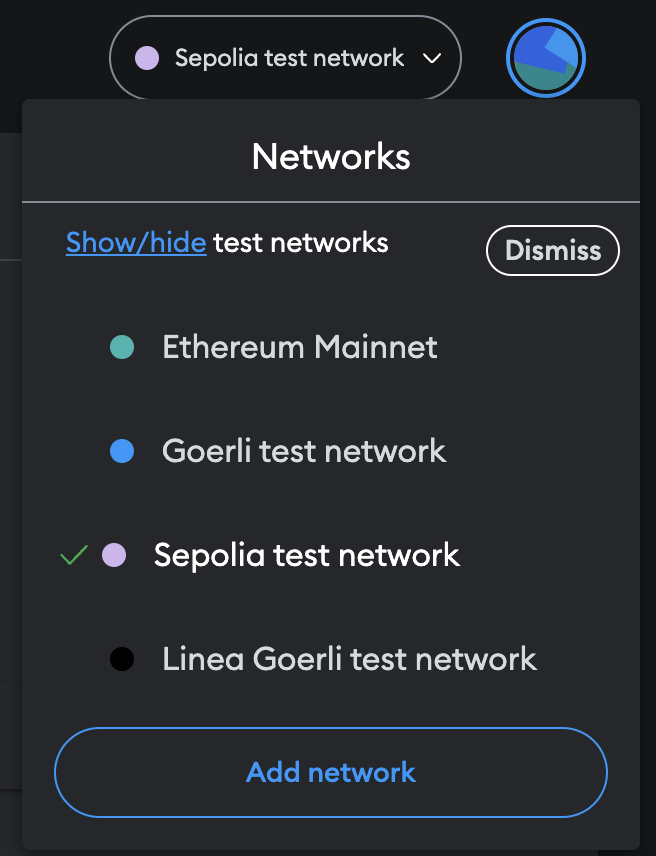 Sepolia test network
Networks
Show/hide test networks
Dismiss
Ethereum Mainnet
Goerli test network
Sepolia test network
Linea Goerli test network
Add network